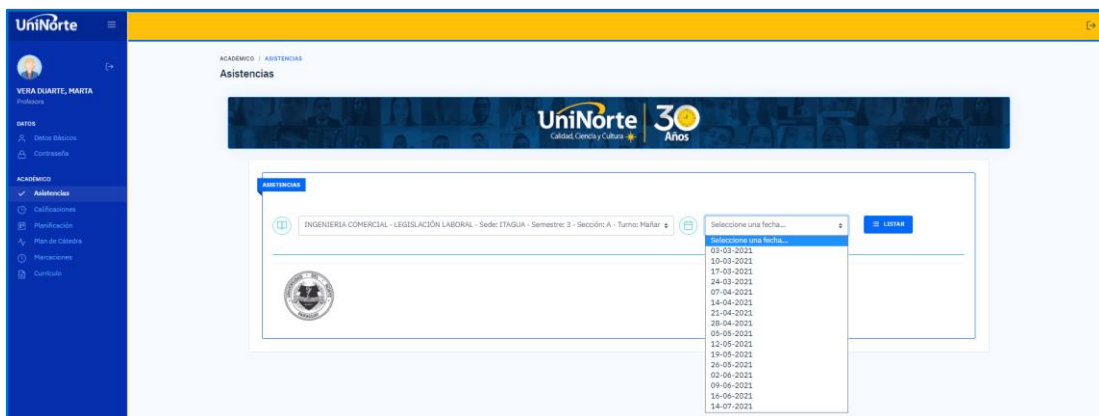 UniNorte
VERA DUARTE, MARTA
Profesora
DATOS
Datos Básicos
Contraseña
ACADÉMICO
Asistencias
Calificaciones
Planificación
Plan de Cátedra
Marcaciones
Currículo
ACADÉMICO / ASISTENCIAS
Asistencias
UniNorte
Calidad, Ciencia y Cultura
30
Años
ASISTENCIAS
INGENIERIA COMERCIAL - LEGISLACIÓN LABORAL - Sede: ITAGUA - Semestre: 3 - Sección: A - Turno: Mañar
Seleccione una fecha...
LISTAR
Seleccione una fecha...
03-03-2021
10-03-2021
17-03-2021
24-03-2021
07-04-2021
14-04-2021
21-04-2021
28-04-2021
05-05-2021
12-05-2021
19-05-2021
26-05-2021
02-06-2021
09-06-2021
16-06-2021
14-07-2021